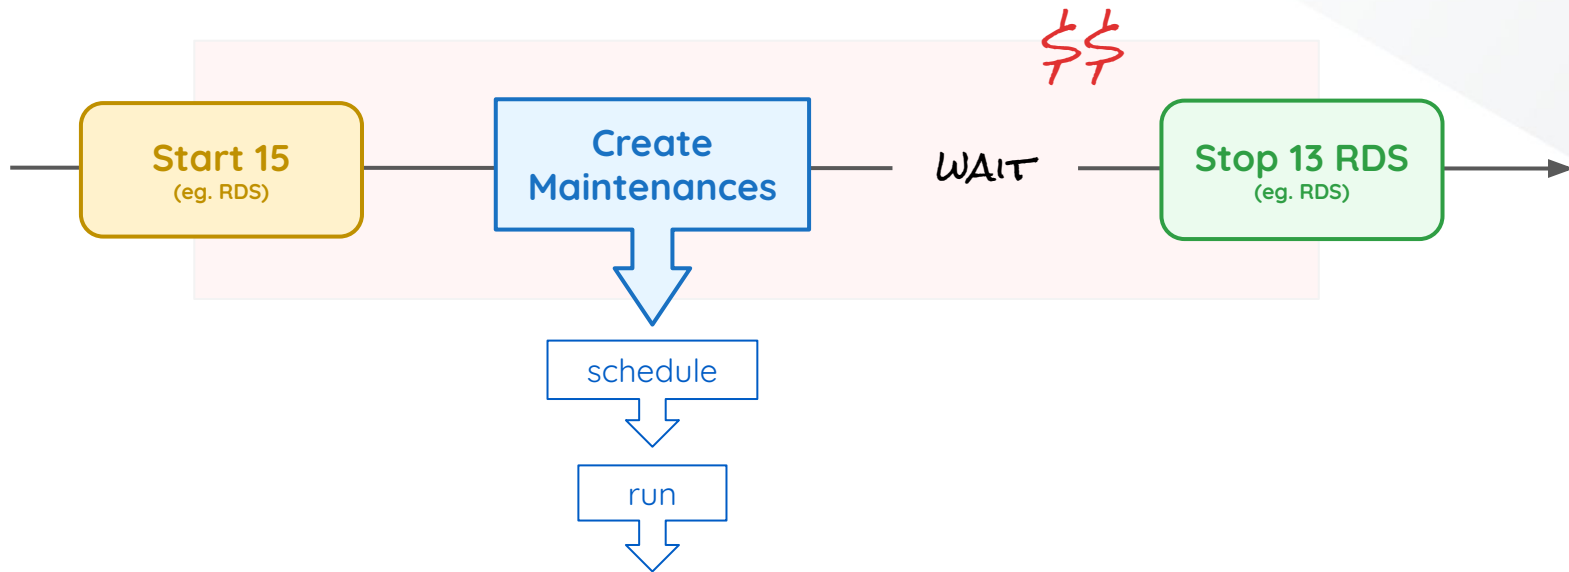 $$
Start 15
(eg. RDS)
Create
Maintenances
WAIT
Stop 13 RDS
(eg. RDS)
schedule
run